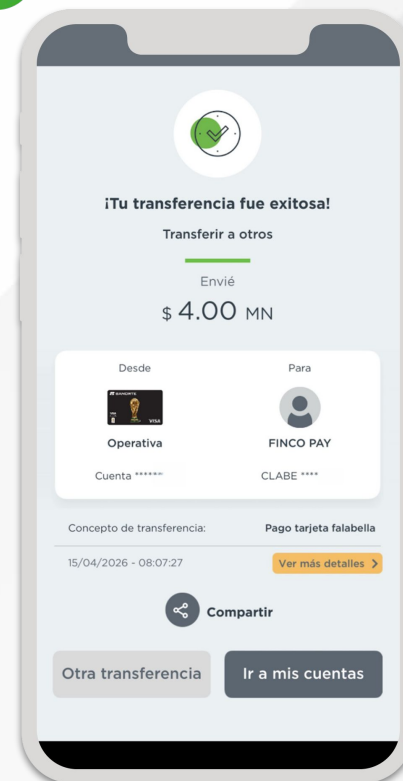 ¡Tu transferencia fue exitosa!
Transferir a otros
Envié
$ 4.00 MN
Desde
Para
BANORTE
VISA
Operativa
FINCO PAY
Cuenta ******
CLABE ****
Concepto de transferencia:
Pago tarjeta falabella
15/04/2026 - 08:07:27
Ver más detalles
Compartir
Otra transferencia
Ir a mis cuentas